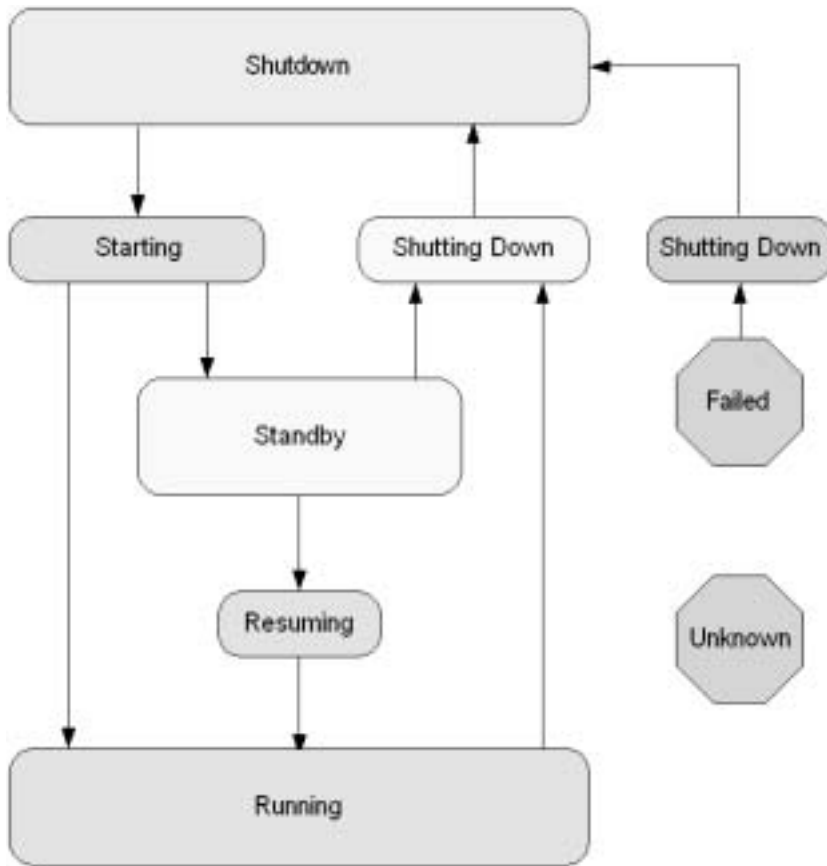 Shutdown
Starting
Shutting Down
Shutting Down
Failed
Standby
Resuming
Unknown
Running